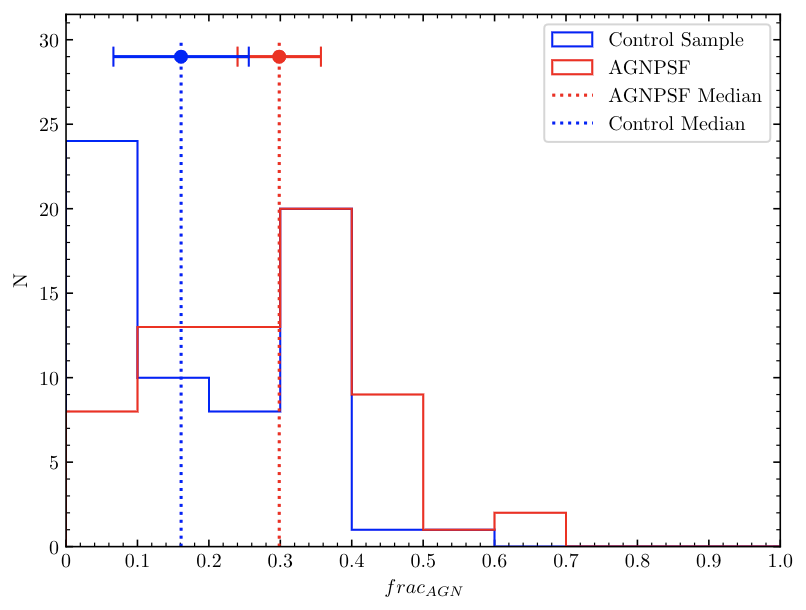 30
25
20
15
10
5
0
N
0 0.1 0.2 0.3 0.4 0.5 0.6 0.7 0.8 0.9 1.0
frac_AGN
Control Sample
AGNPSF
AGNPSF Median
Control Median